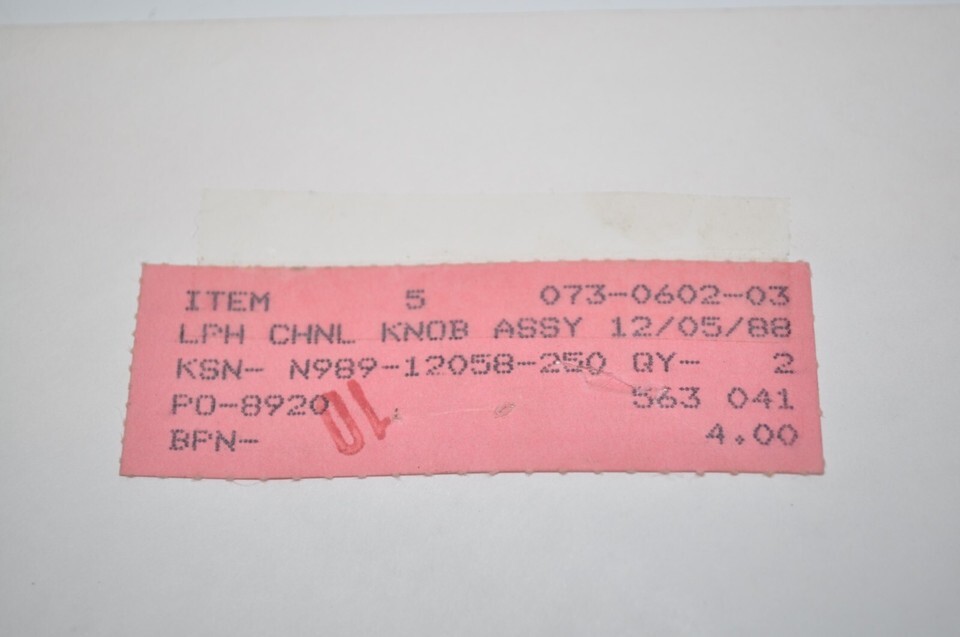 ITEM 5 073-0602-03
LPH CHNL KNOB ASSY 12/05/88
KSN- N989-12058-250 QY- 2
PO-8920 563 041
BPN- 4.00